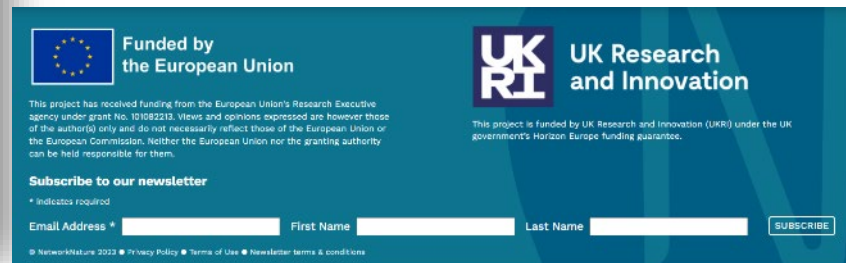 Funded by
the European Union
This project has received funding from the European Union's Research Executive
agency under grant No. 101082213. Views and opinions expressed are however those
of the author(s) only and do not necessarily reflect those of the European Union or
the European Commission. Neither the European Union nor the granting authority
can be held responsible for them.
UK
RI
UK Research
and Innovation
This project is funded by UK Research and Innovation (UKRI) under the UK
government's Horizon Europe funding guarantee.
Subscribe to our newsletter
* indicates required
Email Address *
First Name
Last Name
SUBSCRIBE
© NetworkNature 2023 ● Privacy Policy ● Terms of Use ● Newsletter terms & conditions